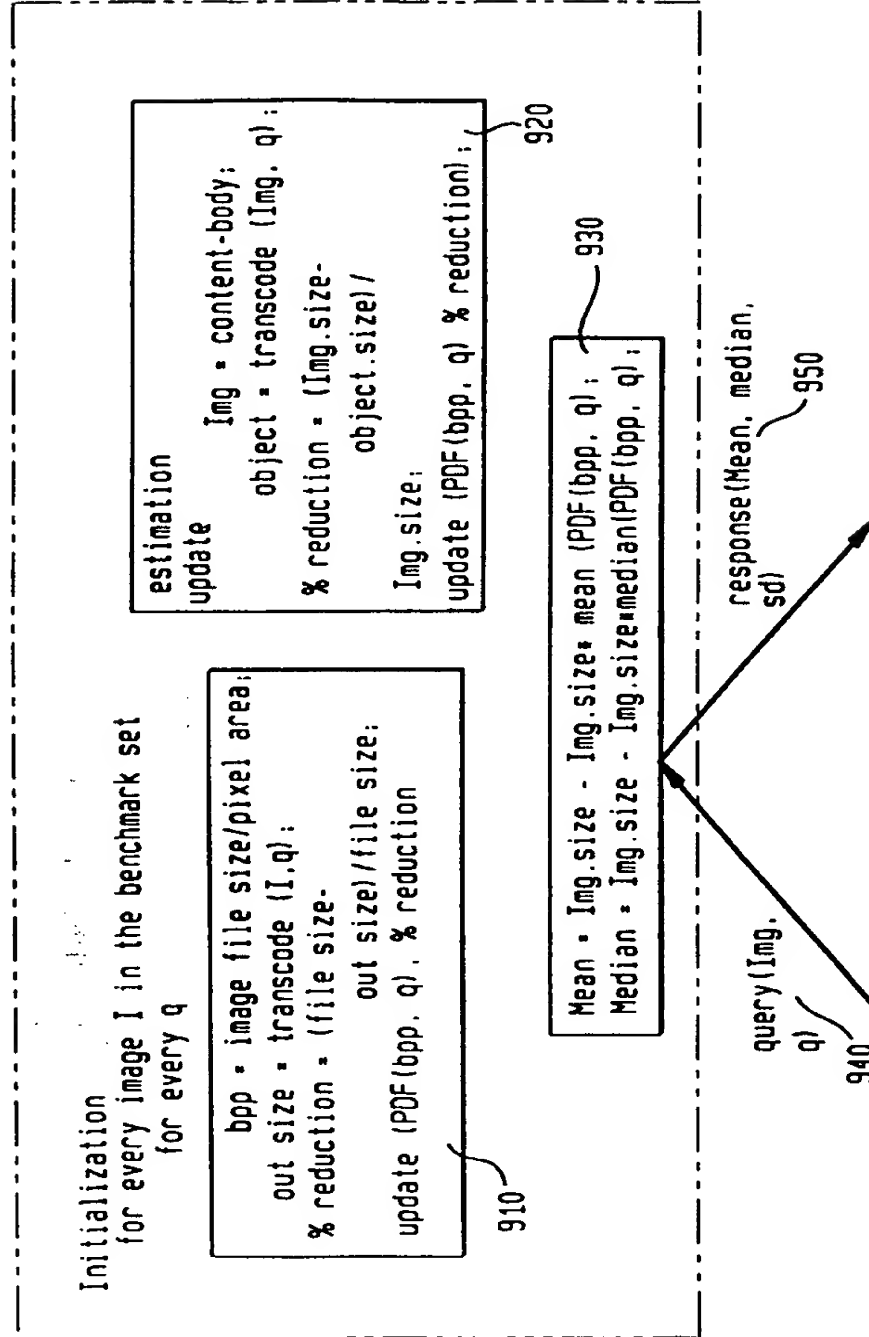 Initialization
for every image I in the benchmark set
for every q
bpp = image file size/pixel area;
out size = transcode (I,q);
% reduction = (file size-
out size)/file size;
update (PDF(bpp, q), % reduction
910
estimation
update
Img = content-body;
object = transcode (Img, q);
% reduction = (Img.size-
object.size)/
Img.size;
update (PDF(bpp, q) % reduction);
920
Mean = Img.size - Img.size* mean (PDF(bpp, q);
Median = Img.size - Img.size*median(PDF(bpp, q);
930
query(Img,
q)
940
response(Mean, median,
sd)
950